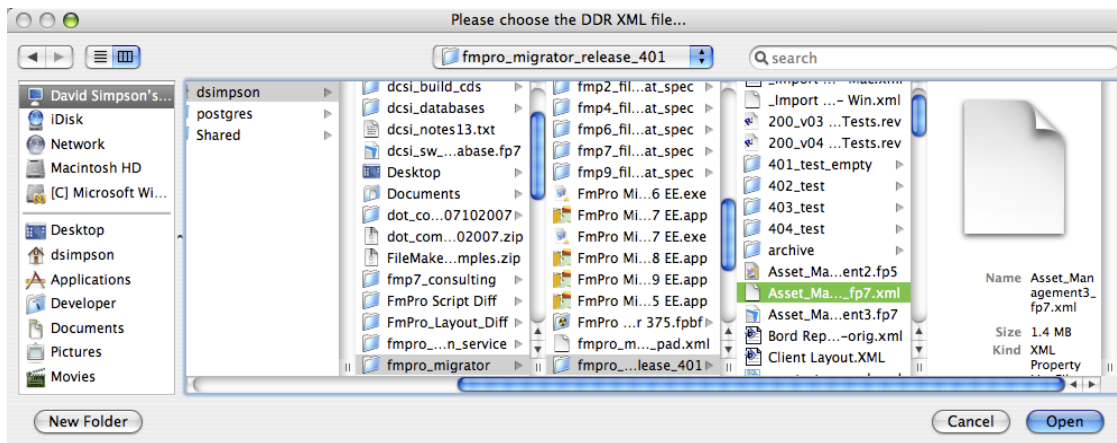 Please choose the DDR XML file...
fmpro_migrator_release_401
search
David Simpson's...
iDisk
Network
Macintosh HD
[C] Microsoft Wi...
Desktop
dsimpson
Applications
Developer
Documents
Pictures
Movies
dsimpson
postgres
Shared
dcsi_build_cds
dcsi_databases
dcsi_notes13.txt
dcsi_sw_...abase.fp7
Desktop
Documents
dot_co...07102007
dot_com...02007.zip
FileMake...mples.zip
fmp7_consulting
FmPro Script Diff
FmPro_Layout_Diff
fmpro_...n_service
fmpro_migrator
fmp2_fil...at_spec
fmp4_fil...at_spec
fmp6_fil...at_spec
fmp7_fil...at_spec
fmp9_fil...at_spec
FmPro Mi...6 EE.exe
FmPro Mi...7 EE.app
FmPro Mi...7 EE.exe
FmPro Mi...8 EE.app
FmPro Mi...9 EE.app
FmPro Mi...5 EE.app
FmPro ...r 375.fpbf
fmpro_m..._pad.xml
fmpro_...lease_401
_Import ...- Win.xml
200_v03 ...Tests.rev
200_v04 ...Tests.rev
401_test_empty
402_test
403_test
404_test
archive
Asset_Ma...ent2.fp5
Asset_Ma..._fp7.xml
Asset_Ma...ent3.fp7
Bord Rep...-orig.xml
Client Layout.XML
Name Asset_Man
agement3_
fp7.xml
Size 1.4 MB
Kind XML
Property
New Folder
Cancel
Open